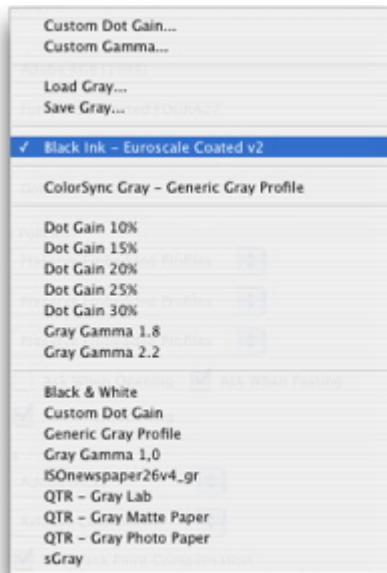 Custom Dot Gain...
Custom Gamma...
Load Gray...
Save Gray...
✓ Black Ink – Euroscale Coated v2
ColorSync Gray – Generic Gray Profile
Dot Gain 10%
Dot Gain 15%
Dot Gain 20%
Dot Gain 25%
Dot Gain 30%
Gray Gamma 1.8
Gray Gamma 2.2
Black & White
Custom Dot Gain
Generic Gray Profile
Gray Gamma 1,0
ISOnewspaper26v4_gr
QTR – Gray Lab
QTR – Gray Matte Paper
QTR – Gray Photo Paper
sGray